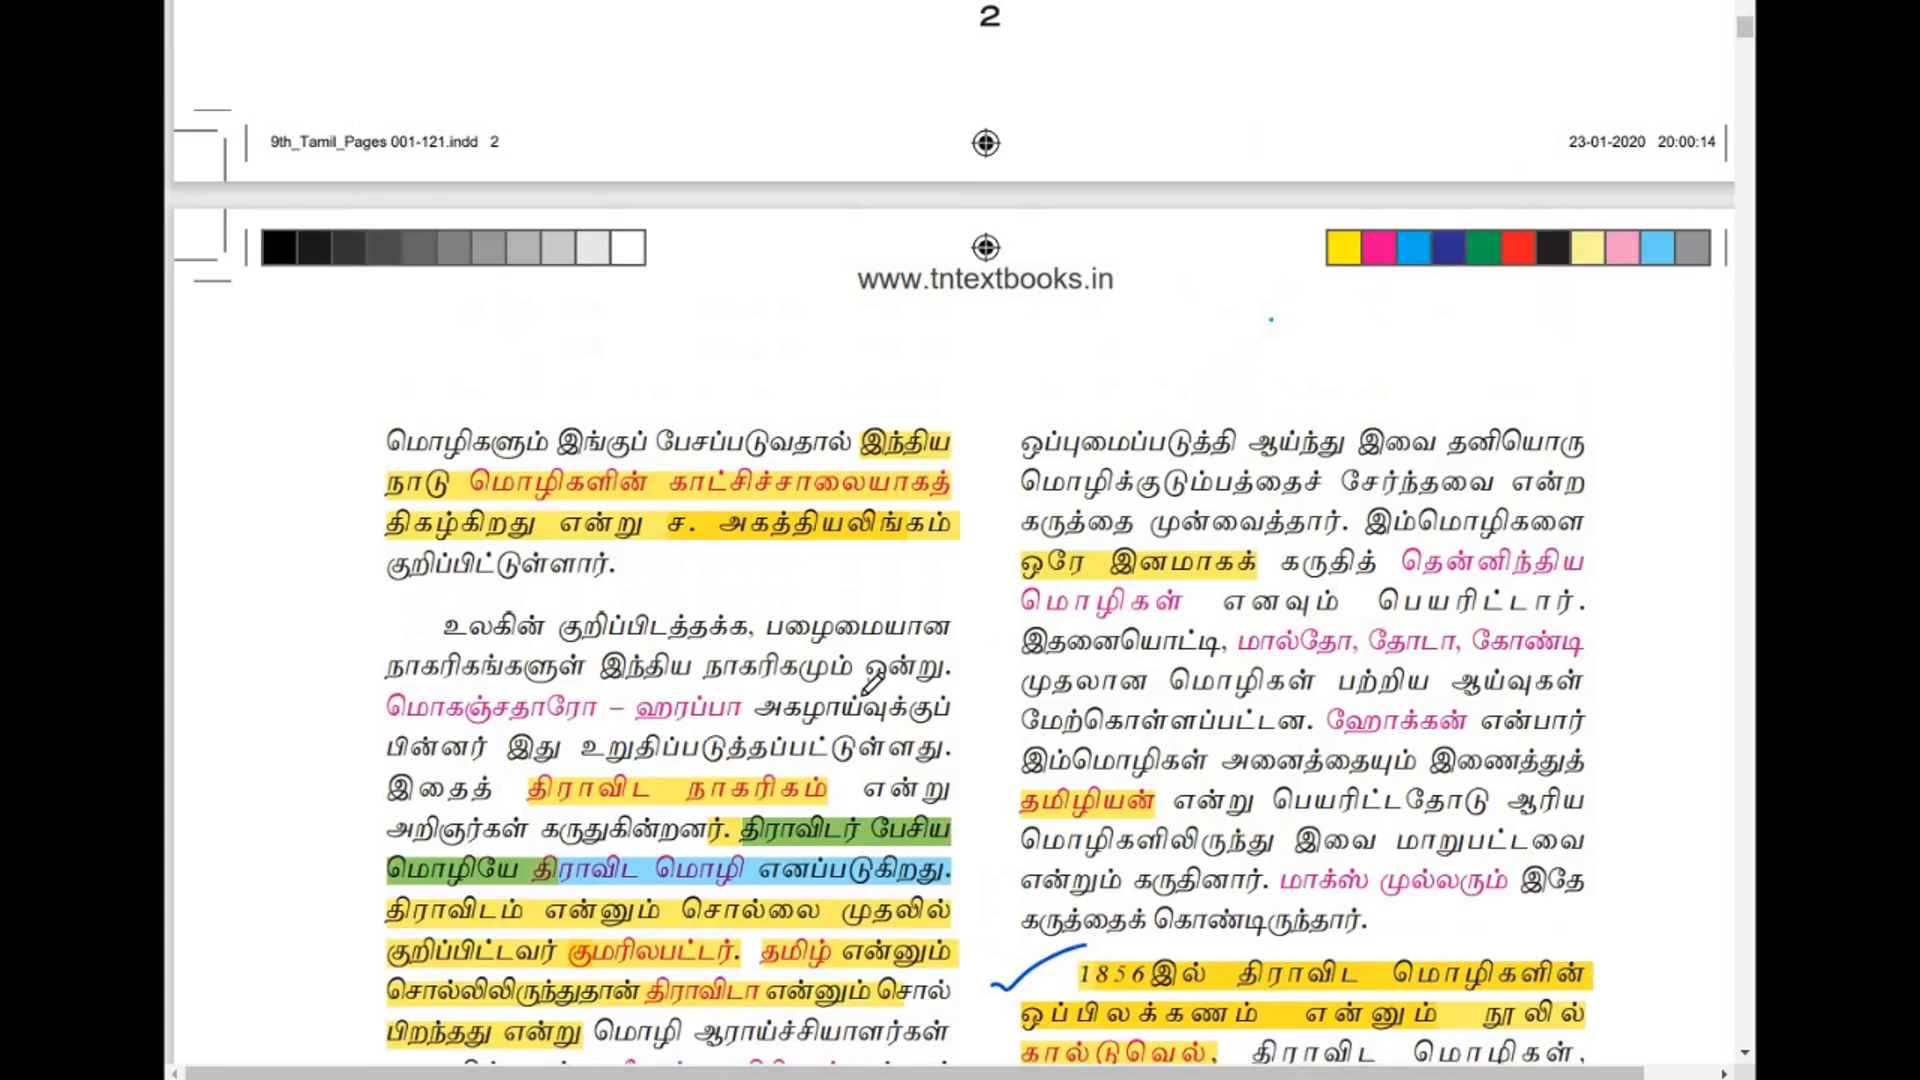 2
9th_Tamil_Pages 001-121.indd 2
23-01-2020 20:00:14
www.tntextbooks.in
மொழிகளும் இங்குப் பேசப்படுவதால் இந்திய
நாடு மொழிகளின் காட்சிச்சாலையாகத்
திகழ்கிறது என்று ச. அகத்தியலிங்கம்
குறிப்பிட்டுள்ளார்.
உலகின் குறிப்பிடத்தக்க, பழைமையான
நாகரிகங்களுள் இந்திய நாகரிகமும் ஒன்று.
மொகஞ்சதாரோ – ஹரப்பா அகழாய்வுக்குப்
பின்னர் இது உறுதிப்படுத்தப்பட்டுள்ளது.
இதைத் திராவிட நாகரிகம் என்று
அறிஞர்கள் கருதுகின்றனர். திராவிடர் பேசிய
மொழியே திராவிட மொழி எனப்படுகிறது.
திராவிடம் என்னும் சொல்லை முதலில்
குறிப்பிட்டவர் குமரிலபட்டர். தமிழ் என்னும்
சொல்லிலிருந்துதான் திராவிடா என்னும் சொல்
பிறந்தது என்று மொழி ஆராய்ச்சியாளர்கள்
ஒப்புமைப்படுத்தி ஆய்ந்து இவை தனியொரு
மொழிக்குடும்பத்தைச் சேர்ந்தவை என்ற
கருத்தை முன்வைத்தார். இம்மொழிகளை
ஒரே இனமாகக் கருதித் தென்னிந்திய
மொழிகள் எனவும் பெயரிட்டார்.
இதனையொட்டி, மால்தோ, தோடா, கோண்டி
முதலான மொழிகள் பற்றிய ஆய்வுகள்
மேற்கொள்ளப்பட்டன. ஹோக்கன் என்பார்
இம்மொழிகள் அனைத்தையும் இணைத்துத்
தமிழியன் என்று பெயரிட்டதோடு ஆரிய
மொழிகளிலிருந்து இவை மாறுபட்டவை
என்றும் கருதினார். மாக்ஸ் முல்லரும் இதே
கருத்தைக் கொண்டிருந்தார்.
1856இல் திராவிட மொழிகளின்
ஒப்பிலக்கணம் என்னும் நூலில்
கால்டுவெல், திராவிட மொழிகள்,